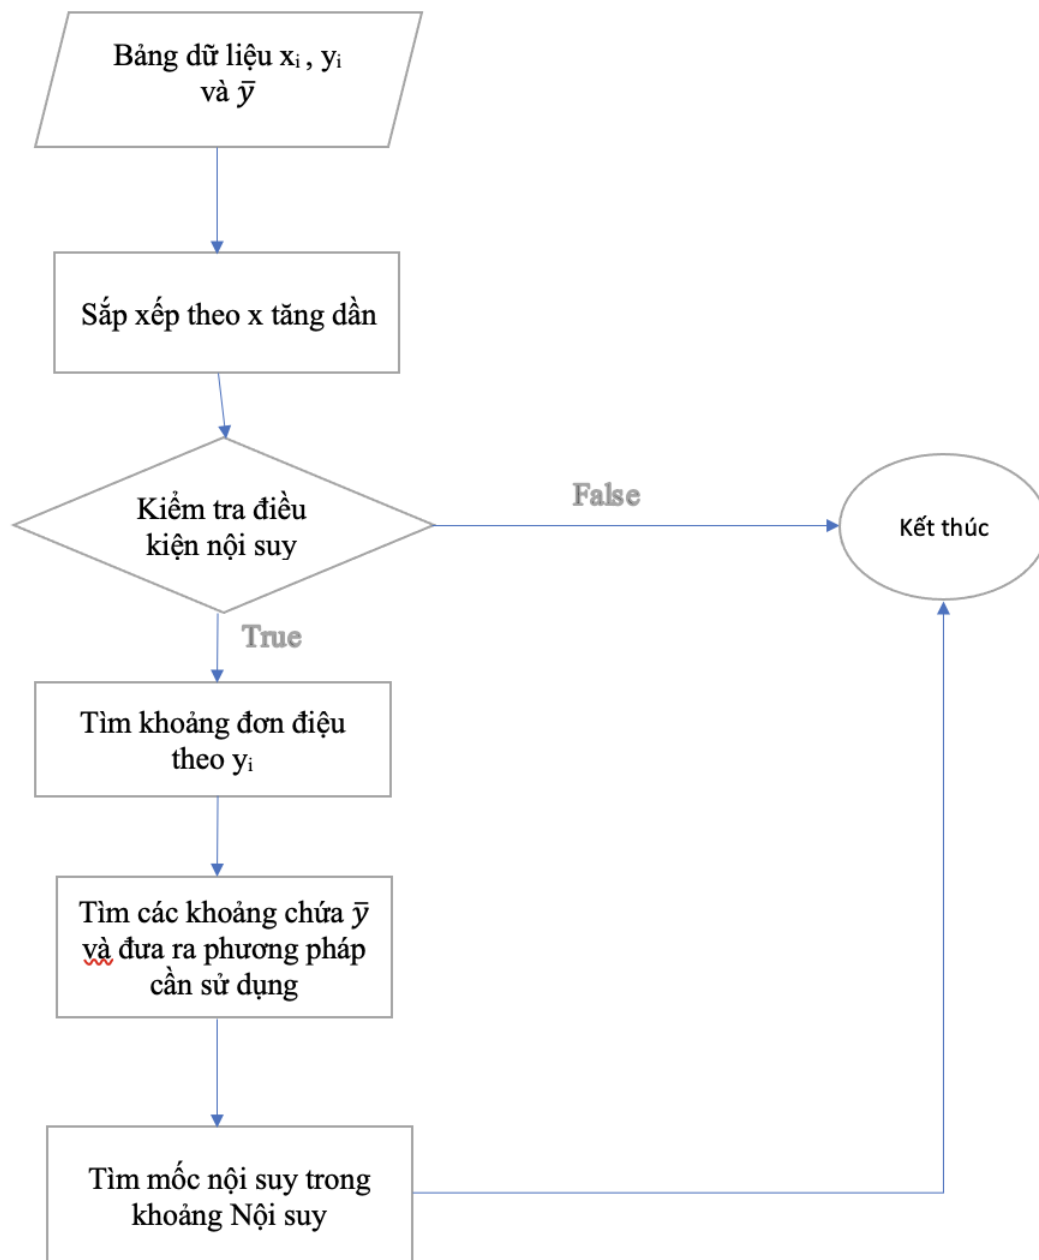 Bảng dữ liệu xᵢ , yᵢ
và ȳ
Sắp xếp theo x tăng dần
Kiểm tra điều
kiện nội suy
False
Kết thúc
True
Tìm khoảng đơn điệu
theo yᵢ
Tìm các khoảng chứa ȳ
và đưa ra phương pháp
cần sử dụng
Tìm mốc nội suy trong
khoảng Nội suy